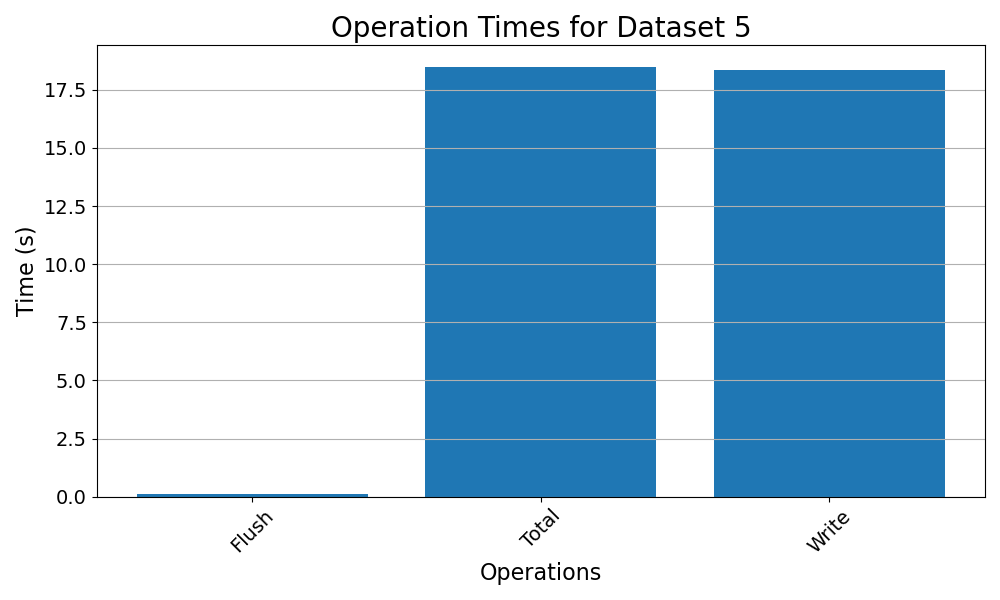 Operation Times for Dataset 5
Time (s)
17.5
15.0
12.5
10.0
7.5
5.0
2.5
0.0
Flush
Total
Write
Operations